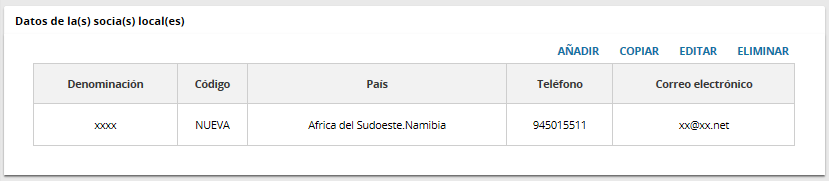 Datos de la(s) socia(s) local(es)
AÑADIR COPIAR EDITAR ELIMINAR
Denominación Código País Teléfono Correo electrónico
xxxx NUEVA Africa del Sudoeste.Namibia 945015511 xx@xx.net